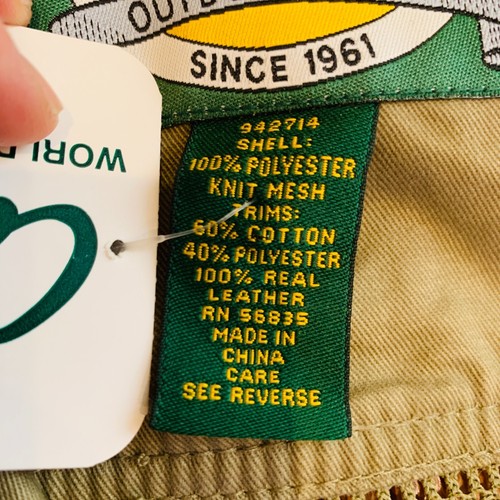 SINCE 1961
942714
SHELL:
100% POLYESTER
KNIT MESH
TRIMS:
60% COTTON
40% POLYESTER
100% REAL
LEATHER
RN 56835
MADE IN
CHINA
CARE
SEE REVERSE